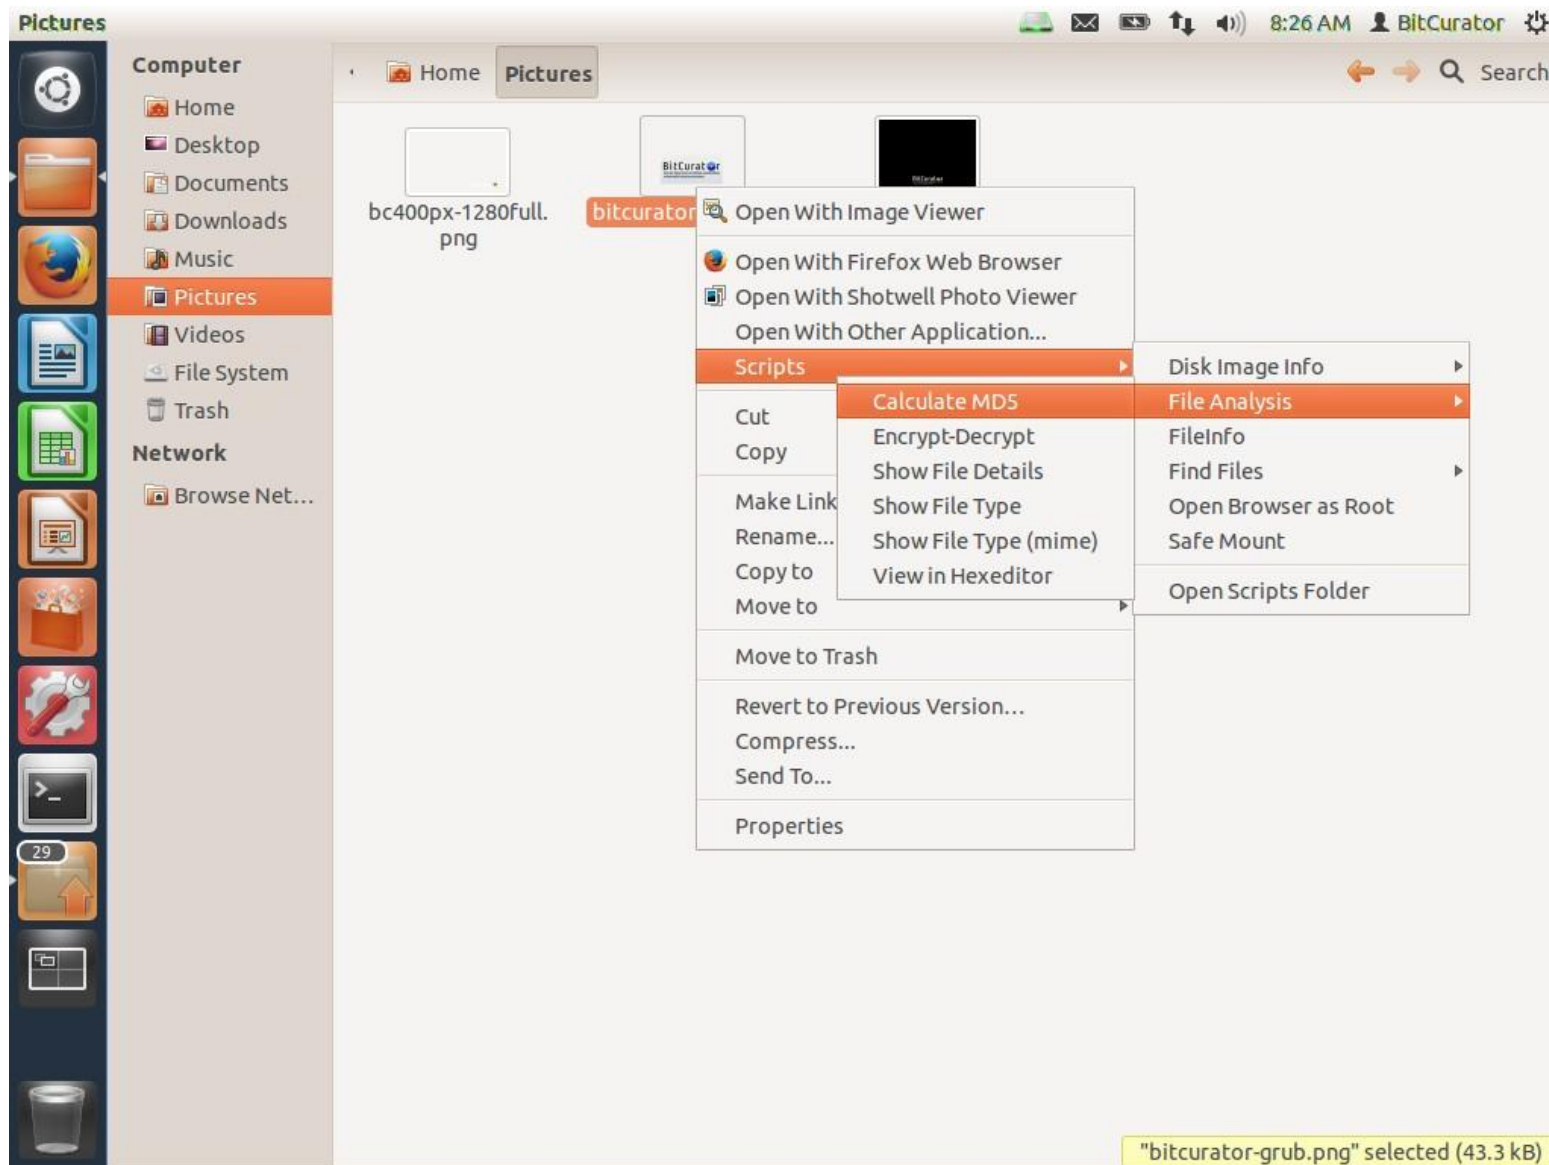 Pictures
8:26 AM BitCurator
Computer
Home
Desktop
Documents
Downloads
Music
Pictures
Videos
File System
Trash
Network
Browse Net...
Home Pictures
Search
BitCurator
BitCurator
bc400px-1280full.
png
bitcurator
Open With Image Viewer
Open With Firefox Web Browser
Open With Shotwell Photo Viewer
Open With Other Application...
Scripts
Cut
Copy
Make Link
Rename...
Copy to
Move to
Move to Trash
Revert to Previous Version...
Compress...
Send To...
Properties
Calculate MD5
Encrypt-Decrypt
Show File Details
Show File Type
Show File Type (mime)
View in Hexeditor
Disk Image Info
File Analysis
FileInfo
Find Files
Open Browser as Root
Safe Mount
Open Scripts Folder
29
"bitcurator-grub.png" selected (43.3 kB)